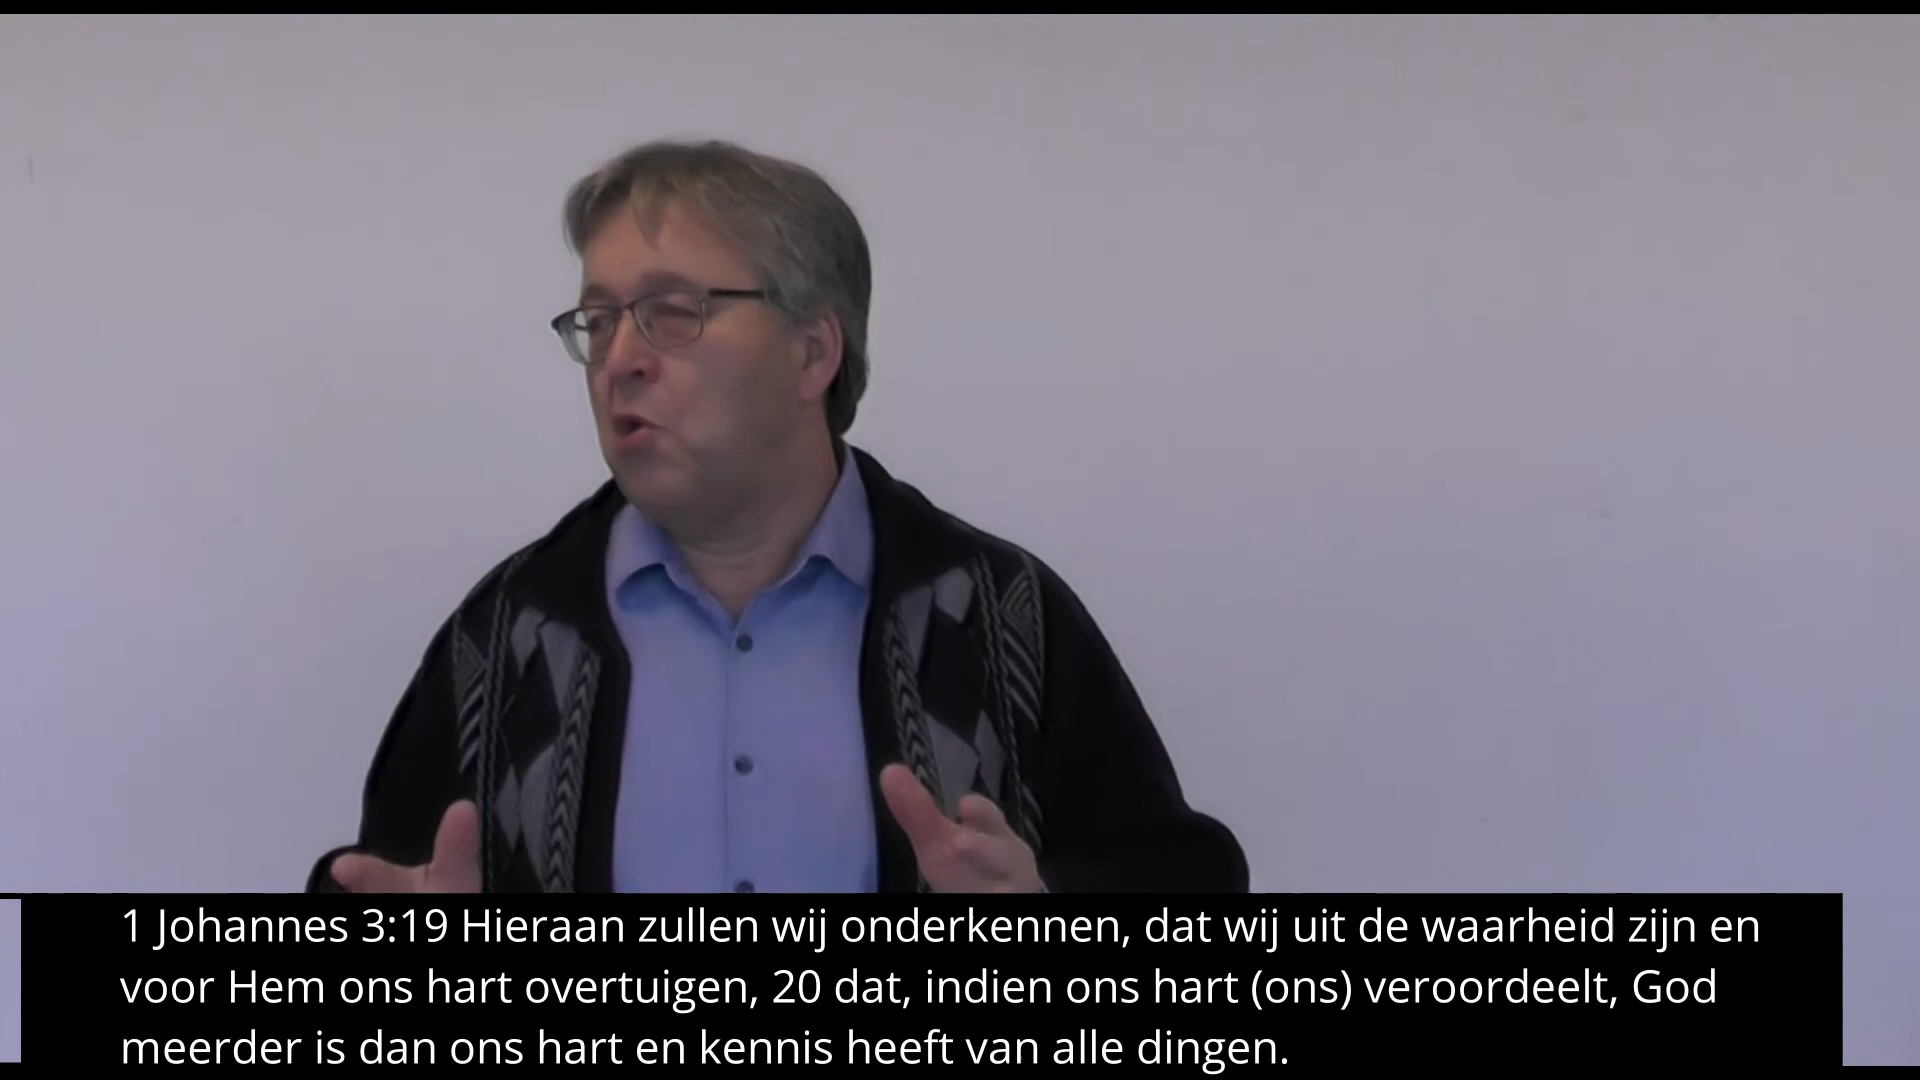 1 Johannes 3:19 Hieraan zullen wij onderkennen, dat wij uit de waarheid zijn en
voor Hem ons hart overtuigen, 20 dat, indien ons hart (ons) veroordeelt, God
meerder is dan ons hart en kennis heeft van alle dingen.